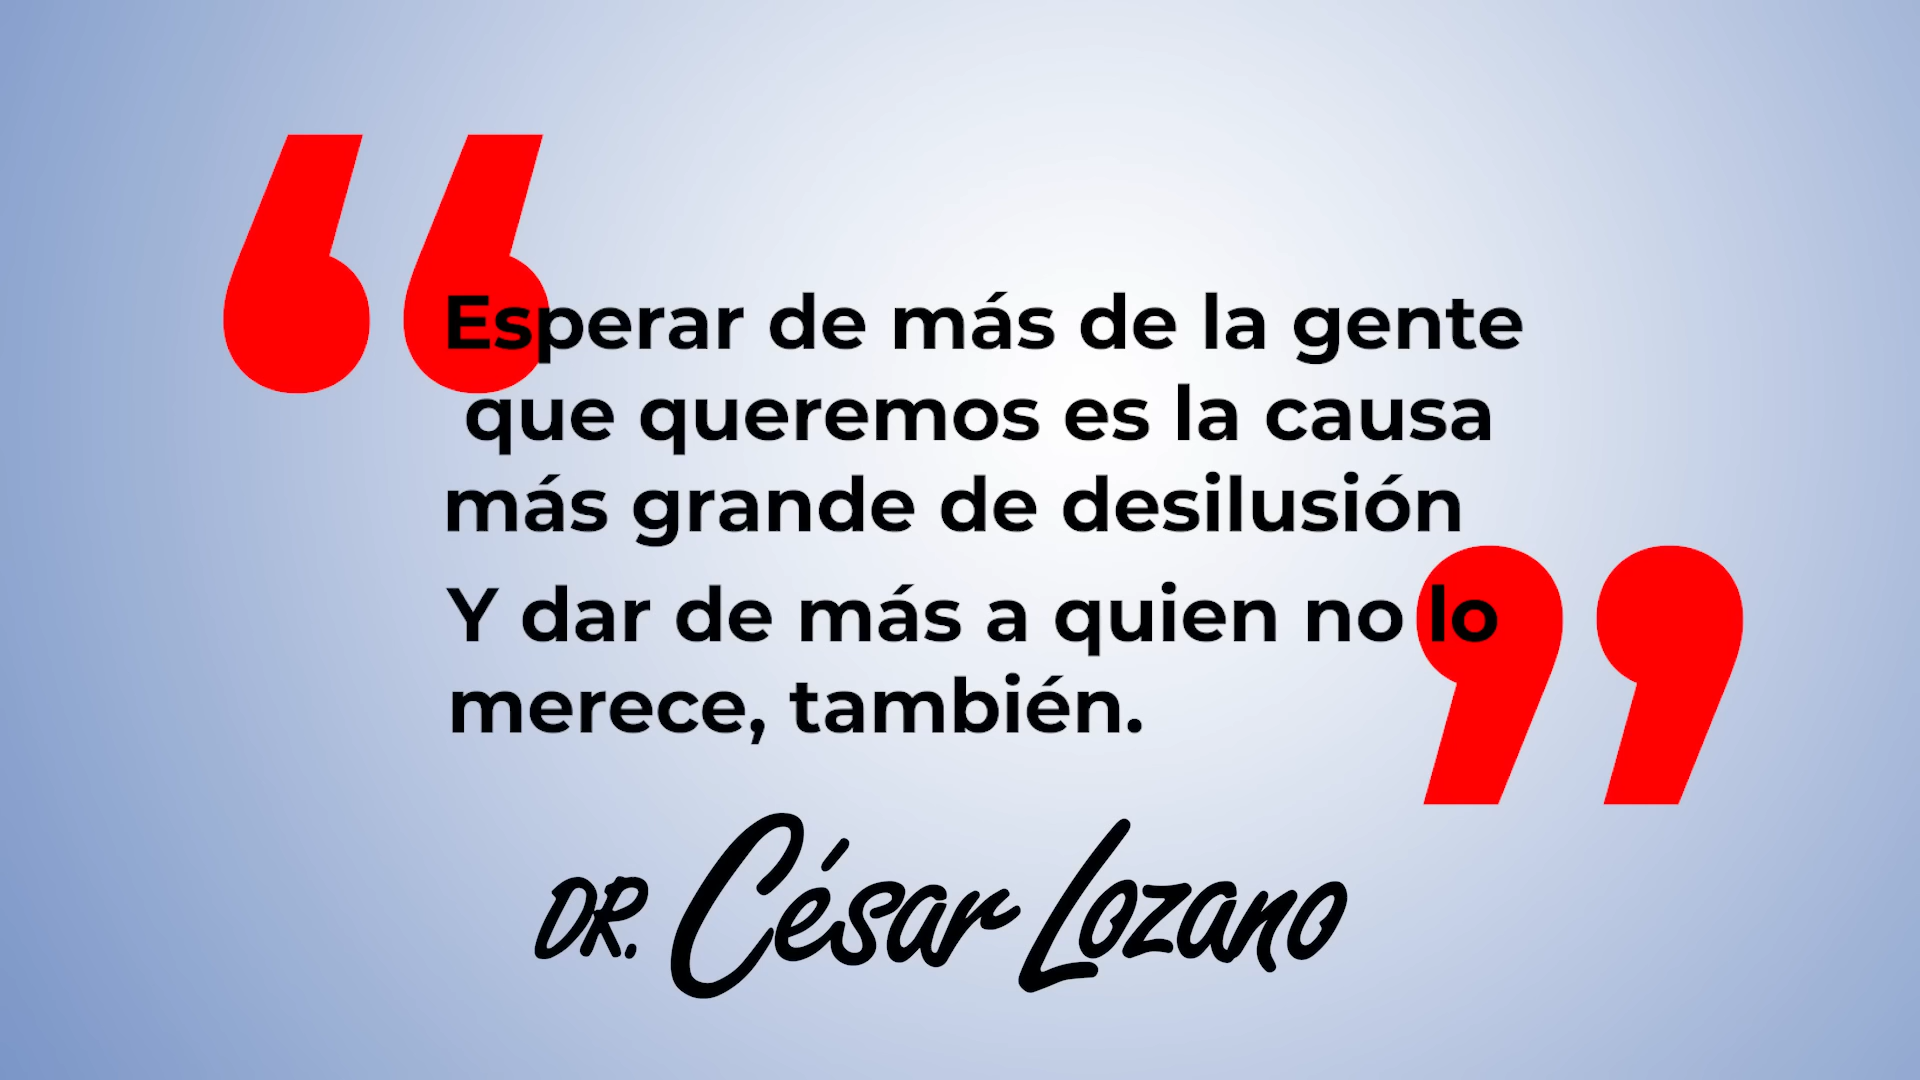 Esperar de más de la gente
que queremos es la causa
más grande de desilusión
Y dar de más a quien no lo
merece, también.
DR. César Lozano